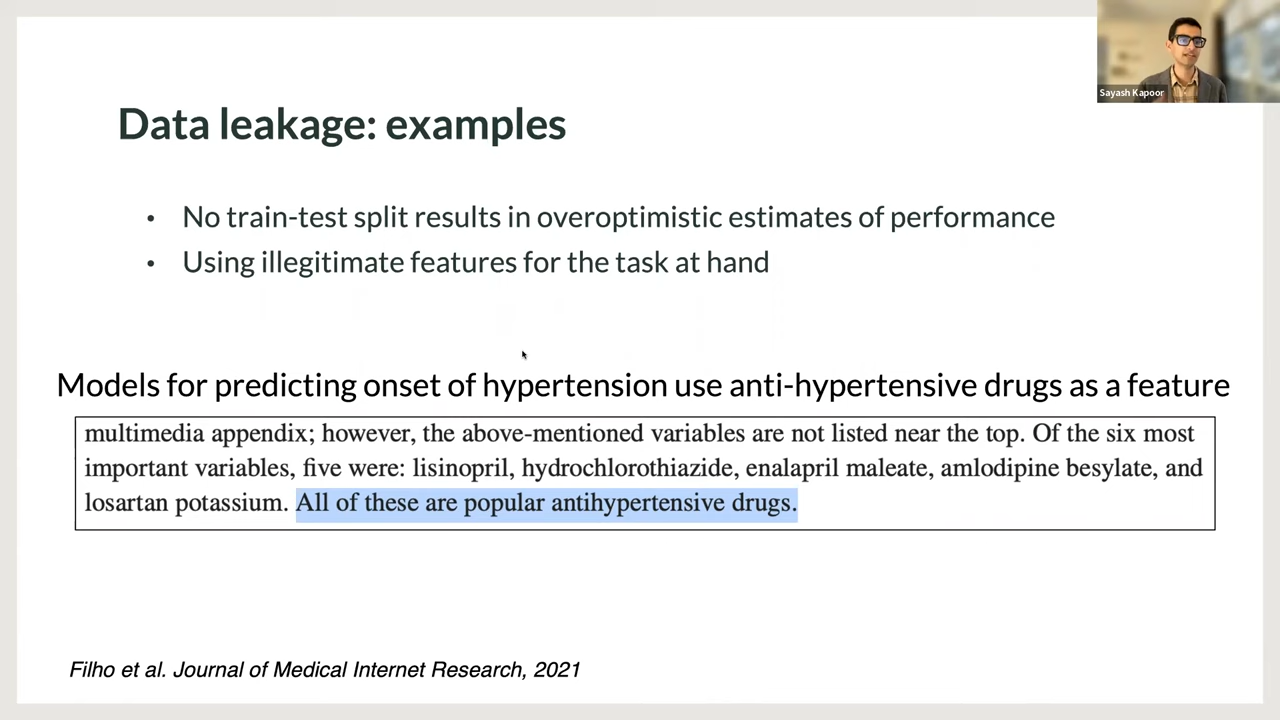 Sayash Kapoor
Data leakage: examples
• No train-test split results in overoptimistic estimates of performance
• Using illegitimate features for the task at hand
Models for predicting onset of hypertension use anti-hypertensive drugs as a feature
multimedia appendix; however, the above-mentioned variables are not listed near the top. Of the six most
important variables, five were: lisinopril, hydrochlorothiazide, enalapril maleate, amlodipine besylate, and
losartan potassium. All of these are popular antihypertensive drugs.
Filho et al. Journal of Medical Internet Research, 2021